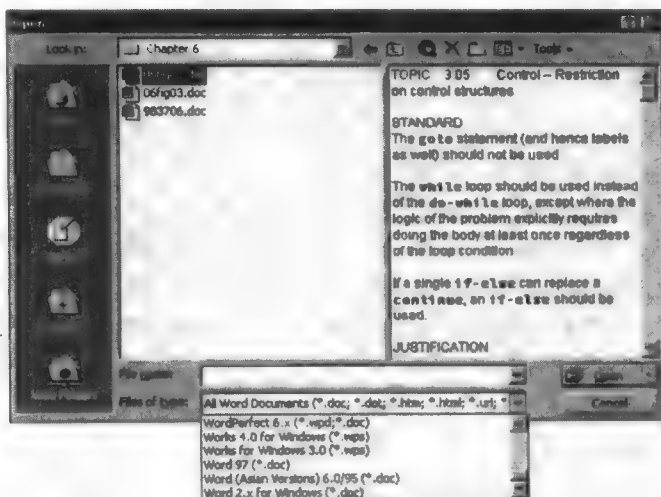 Open
Look in:
Chapter 6
Tools
06fig03.doc
983706.doc
TOPIC 3.05 Control – Restriction
on control structures
STANDARD
The goto statement (and hence labels
as well) should not be used
The while loop should be used instead
of the do-while loop, except where the
logic of the problem explicitly requires
doing the body at least once regardless
of the loop condition
If a single if-else can replace a
continue, an if-else should be
used.
JUSTIFICATION
File name:
Open
Files of type:
All Word Documents (*.doc; *.dot; *.htm; *.html; *.url; *
Cancel
WordPerfect 6.x (*.wpd;*.doc)
Works 4.0 for Windows (*.wps)
Works for Windows 3.0 (*.wps)
Word 97 (*.doc)
Word (Asian Versions) 6.0/95 (*.doc)
Word 2.x for Windows (*.doc)